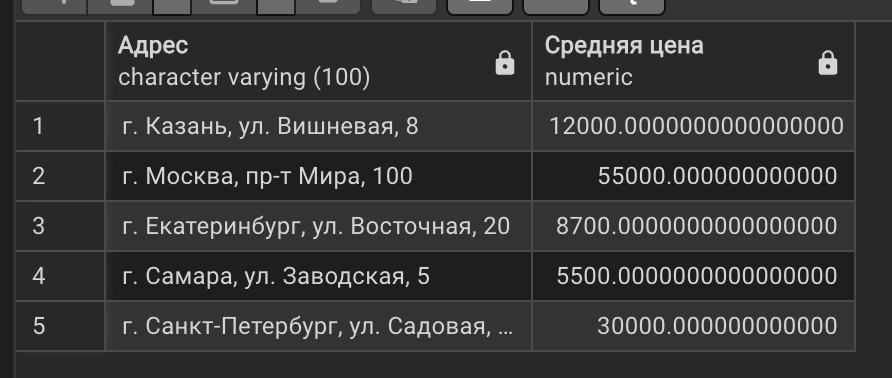 Адрес
character varying (100)
Средняя цена
numeric
1 г. Казань, ул. Вишневая, 8 12000.0000000000000000
2 г. Москва, пр-т Мира, 100 55000.000000000000
3 г. Екатеринбург, ул. Восточная, 20 8700.0000000000000000
4 г. Самара, ул. Заводская, 5 5500.0000000000000000
5 г. Санкт-Петербург, ул. Садовая, ... 30000.000000000000